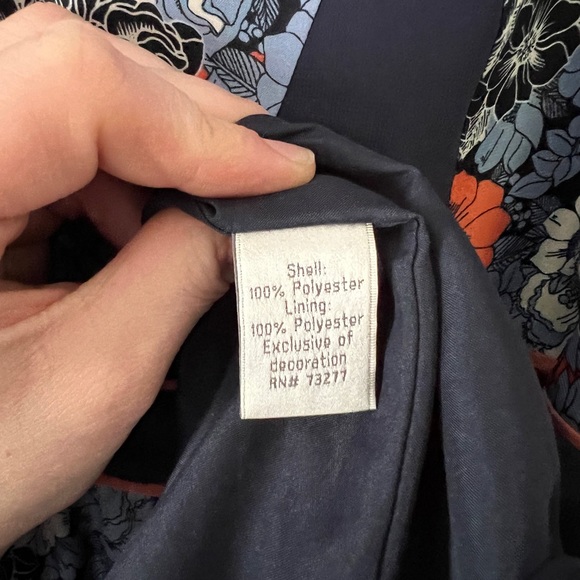 Shell:
100% Polyester
Lining:
100% Polyester
Exclusive of
decoration
RN# 73277